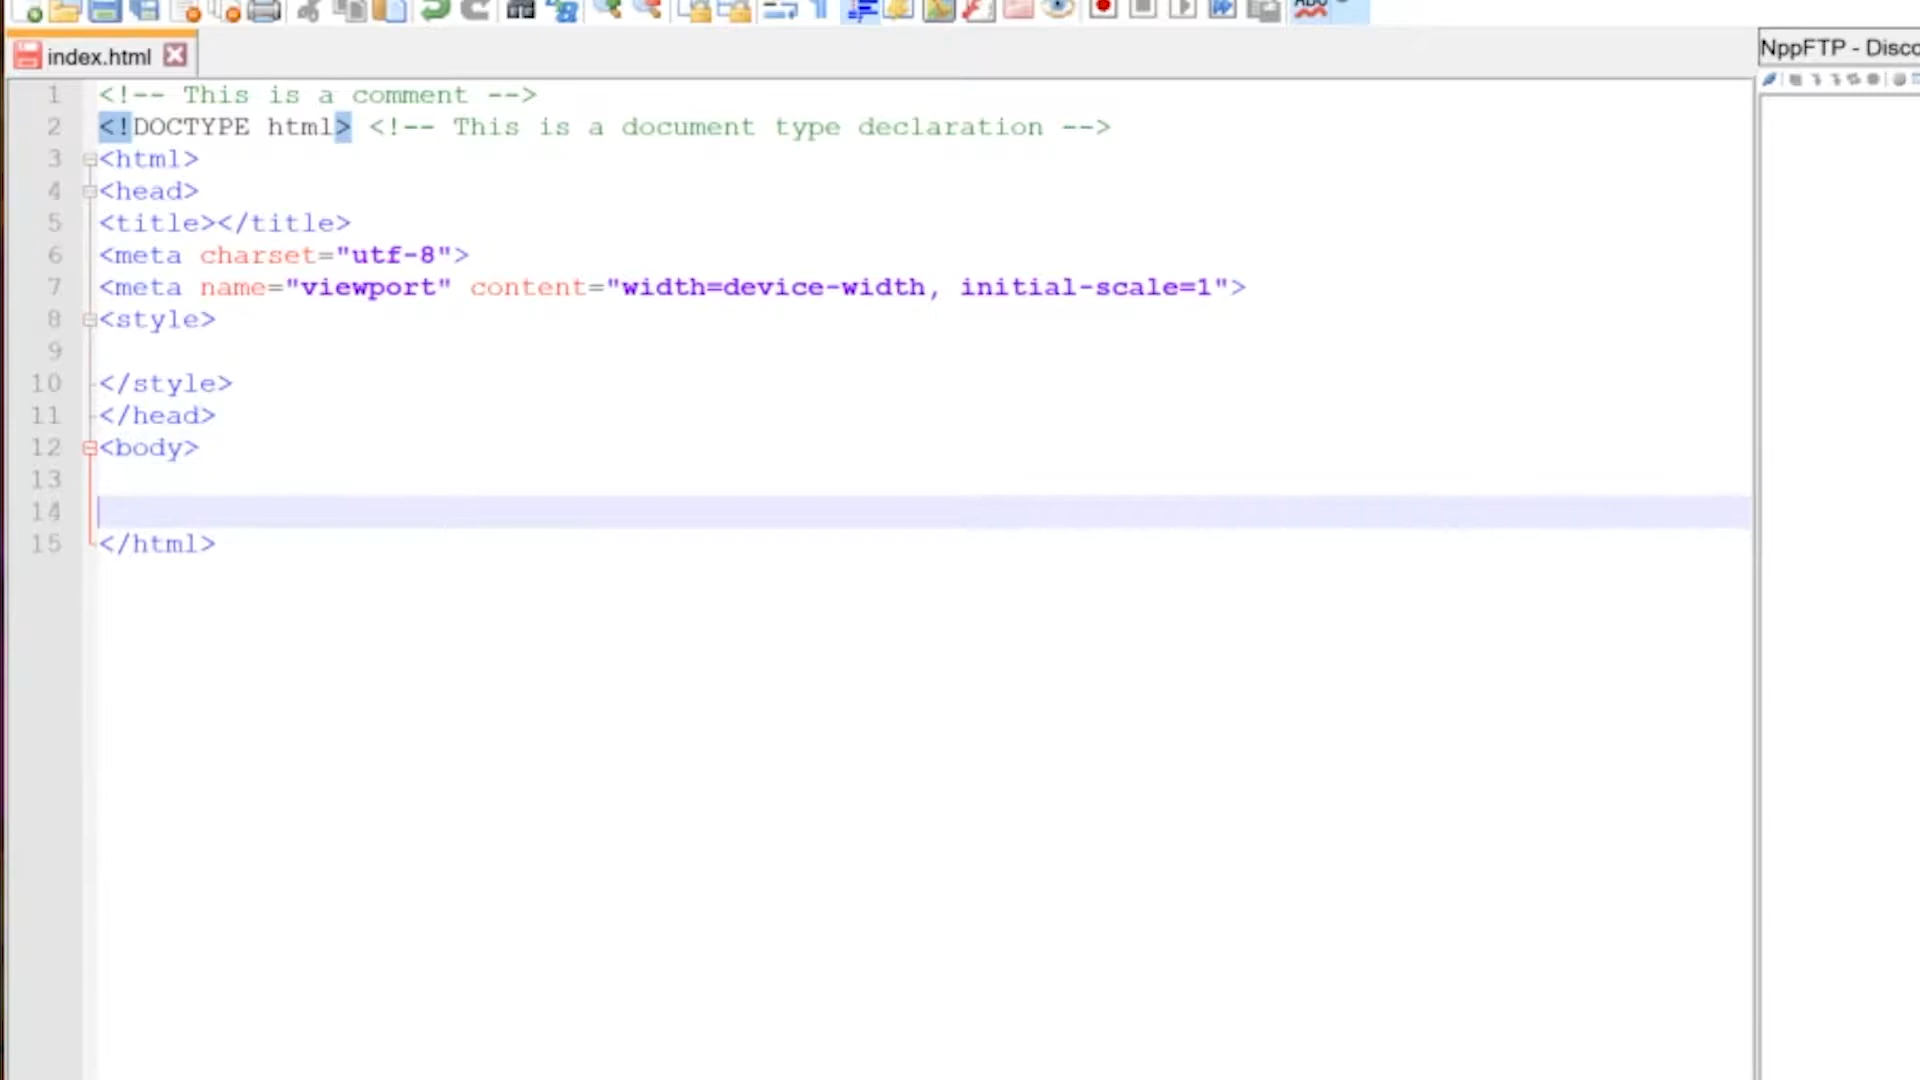 index.html
NppFTP - Disco
1 <!-- This is a comment -->
2 <!DOCTYPE html> <!-- This is a document type declaration -->
3 <html>
4 <head>
5 <title></title>
6 <meta charset="utf-8">
7 <meta name="viewport" content="width=device-width, initial-scale=1">
8 <style>
9
10 </style>
11 </head>
12 <body>
13
14
15 </html>